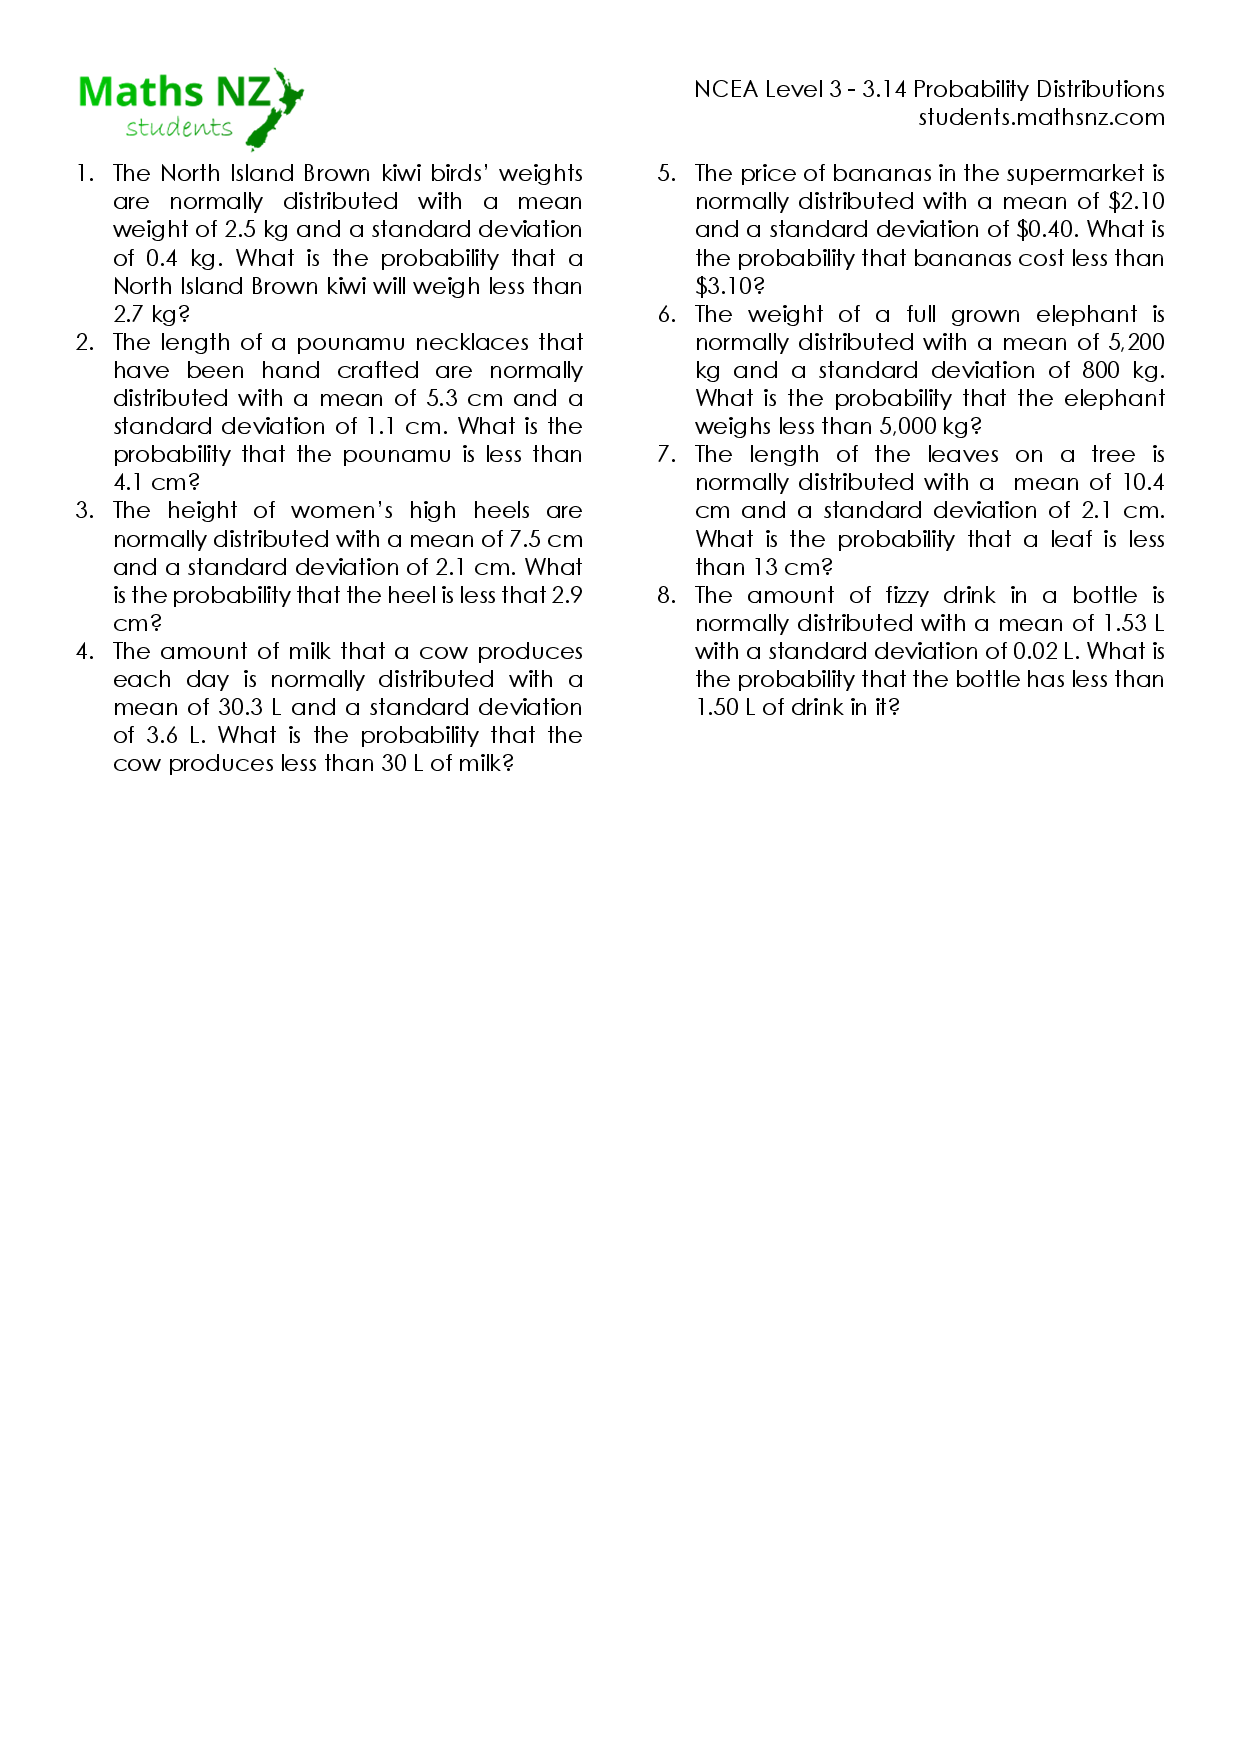 Maths NZ
students
NCEA Level 3 - 3.14 Probability Distributions
students.mathsnz.com
1. The North Island Brown kiwi birds’ weights
are normally distributed with a mean
weight of 2.5 kg and a standard deviation
of 0.4 kg. What is the probability that a
North Island Brown kiwi will weigh less than
2.7 kg?
2. The length of a pounamu necklaces that
have been hand crafted are normally
distributed with a mean of 5.3 cm and a
standard deviation of 1.1 cm. What is the
probability that the pounamu is less than
4.1 cm?
3. The height of women’s high heels are
normally distributed with a mean of 7.5 cm
and a standard deviation of 2.1 cm. What
is the probability that the heel is less that 2.9
cm?
4. The amount of milk that a cow produces
each day is normally distributed with a
mean of 30.3 L and a standard deviation
of 3.6 L. What is the probability that the
cow produces less than 30 L of milk?
5. The price of bananas in the supermarket is
normally distributed with a mean of $2.10
and a standard deviation of $0.40. What is
the probability that bananas cost less than
$3.10?
6. The weight of a full grown elephant is
normally distributed with a mean of 5,200
kg and a standard deviation of 800 kg.
What is the probability that the elephant
weighs less than 5,000 kg?
7. The length of the leaves on a tree is
normally distributed with a mean of 10.4
cm and a standard deviation of 2.1 cm.
What is the probability that a leaf is less
than 13 cm?
8. The amount of fizzy drink in a bottle is
normally distributed with a mean of 1.53 L
with a standard deviation of 0.02 L. What is
the probability that the bottle has less than
1.50 L of drink in it?